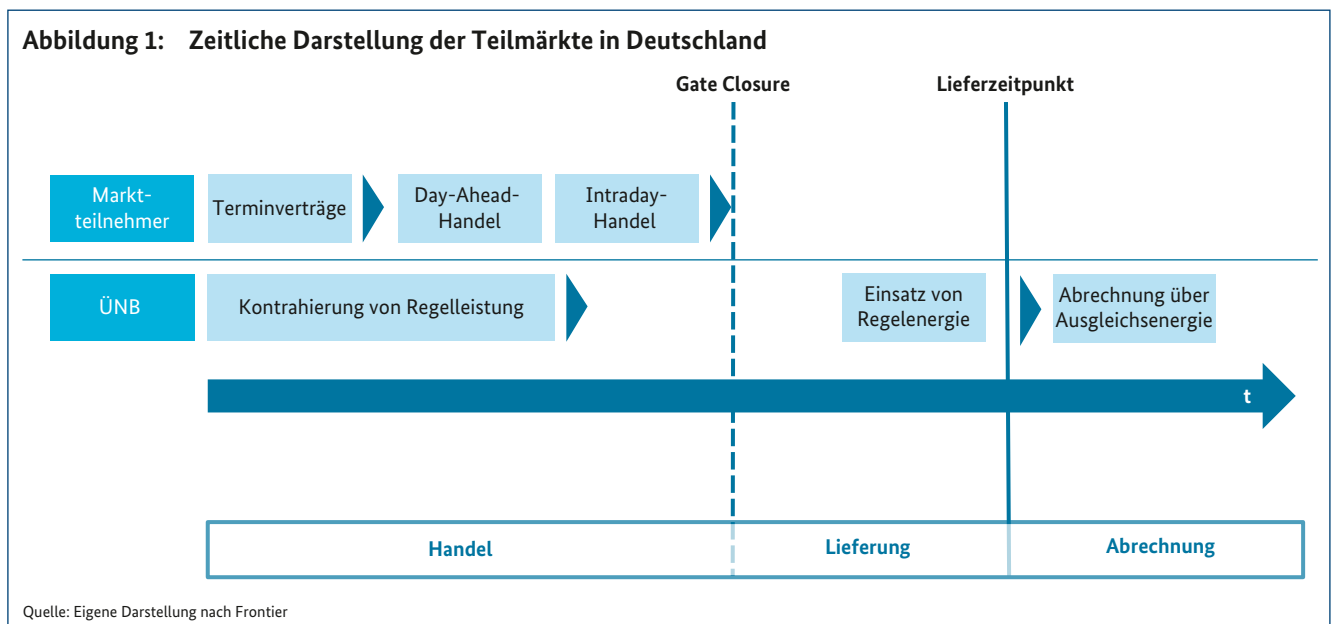 Abbildung 1: Zeitliche Darstellung der Teilmärkte in Deutschland
Gate Closure
Lieferzeitpunkt
Markt-
teilnehmer
Terminverträge
Day-Ahead-
Handel
Intraday-
Handel
ÜNB
Kontrahierung von Regelleistung
Einsatz von
Regelenergie
Abrechnung über
Ausgleichsenergie
t
Handel
Lieferung
Abrechnung
Quelle: Eigene Darstellung nach Frontier